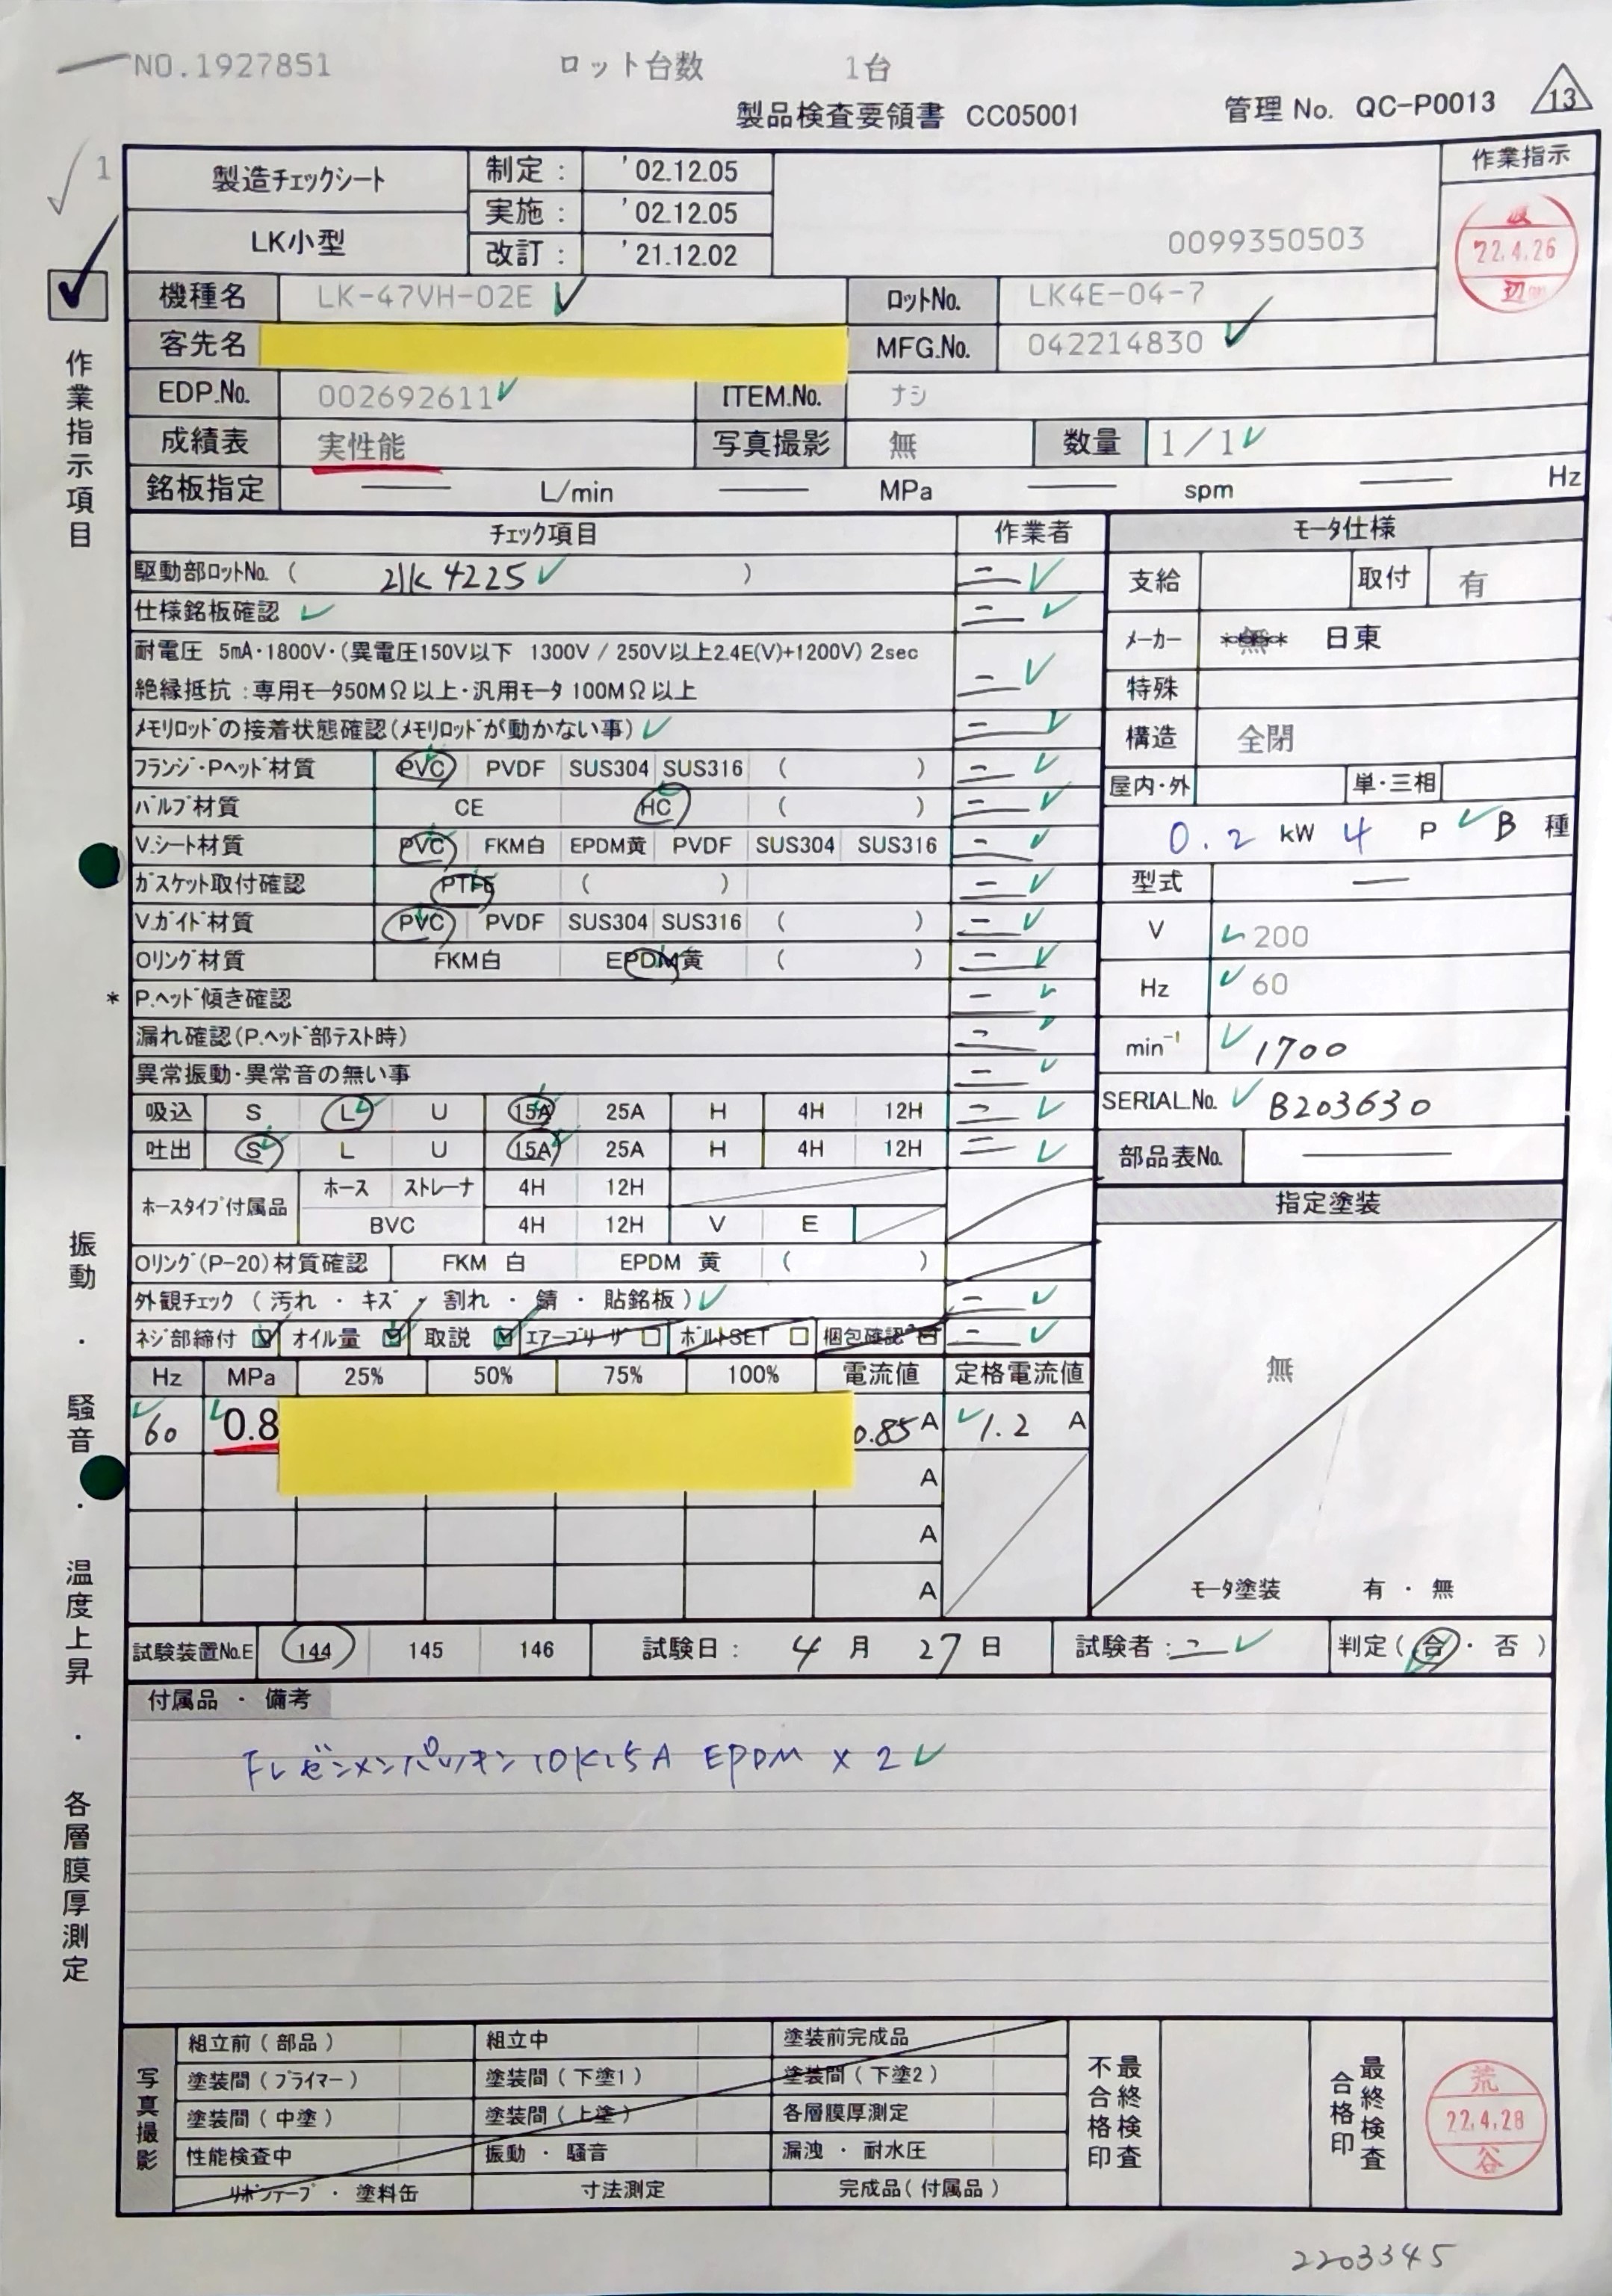 NO.1927851 ロット台数 1台
製品検査要領書 CC05001 管理 No. QC-P0013 13
1
製造チェックシート 制定： '02.12.05 作業指示
LK小型 実施： '02.12.05
改訂： '21.12.02 0099350503
渡 22.4.26 辺
機種名 LK-47VH-02E ロットNo. LK4E-04-7
客先名 MFG.No. 042214830
EDP.No. 002692611 ITEM.No. ナシ
成績表 実性能 写真撮影 無 数量 1/1
銘板指定 ―― L/min ―― MPa ―― spm ―― Hz
作業指示項目
振動・騒音・温度上昇・各層膜厚測定
チェック項目 作業者
駆動部ロットNo.（ 21K4225 ） ニ
仕様銘板確認 ニ
耐電圧 5mA・1800V・(異電圧150V以下 1300V / 250V以上2.4E(V)+1200V) 2sec
絶縁抵抗：専用モータ50MΩ以上・汎用モータ 100MΩ以上 ニ
メモリロッドの接着状態確認(メモリロッドが動かない事) ニ
フランジ・Pヘッド材質 PVC PVDF SUS304 SUS316 （ ） ニ
バルブ材質 CE HC （ ） ニ
V.シート材質 PVC FKM白 EPDM黄 PVDF SUS304 SUS316 ニ
ガスケット取付確認 PTFE （ ） ニ
V.ガイド材質 PVC PVDF SUS304 SUS316 （ ） ニ
Oリング材質 FKM白 EPDM黄 （ ） ニ
* P.ヘッド傾き確認 ニ
漏れ確認(P.ヘッド部テスト時) ニ
異常振動・異常音の無い事 ニ
吸込 S L U 15A 25A H 4H 12H ニ
吐出 S L U 15A 25A H 4H 12H ニ
ホースタイプ付属品 ホース ストレーナ 4H 12H
BVC 4H 12H V E
Oリング(P-20)材質確認 FKM 白 EPDM 黄 （ ）
外観チェック（汚れ ・ キズ ・ 割れ ・ 錆 ・ 貼銘板） ニ
ネジ部締付 オイル量 取説 エアーブリーザ ボルトSET 梱包確認 ニ
モータ仕様
支給 取付 有
メーカー **無** 日東
特殊
構造 全閉
屋内・外 単・三相
0.2 kW 4 P B 種
型式 ―
V 200
Hz 60
min⁻¹ 1700
SERIAL.No. B203630
部品表No. ――
指定塗装
無
モータ塗装 有 ・ 無
Hz MPa 25% 50% 75% 100% 電流値 定格電流値
60 0.8 0.85 A 1.2 A
A
A
A
試験装置No.E 144 145 146 試験日： 4 月 27 日 試験者：ニ 判定（ 合 ・ 否 ）
付属品 ・ 備考
トレゼンメンパッキン 10K15A EPDM × 2
写真撮影
組立前（部品） 組立中 塗装前完成品
塗装間（プライマー） 塗装間（下塗1） 塗装間（下塗2）
塗装間（中塗） 塗装間（上塗） 各層膜厚測定
性能検査中 振動 ・ 騒音 漏洩 ・ 耐水圧
リボンテープ ・ 塗料缶 寸法測定 完成品（付属品）
最終検査不合格印
最終検査合格印
荒 22.4.28 谷
2203345